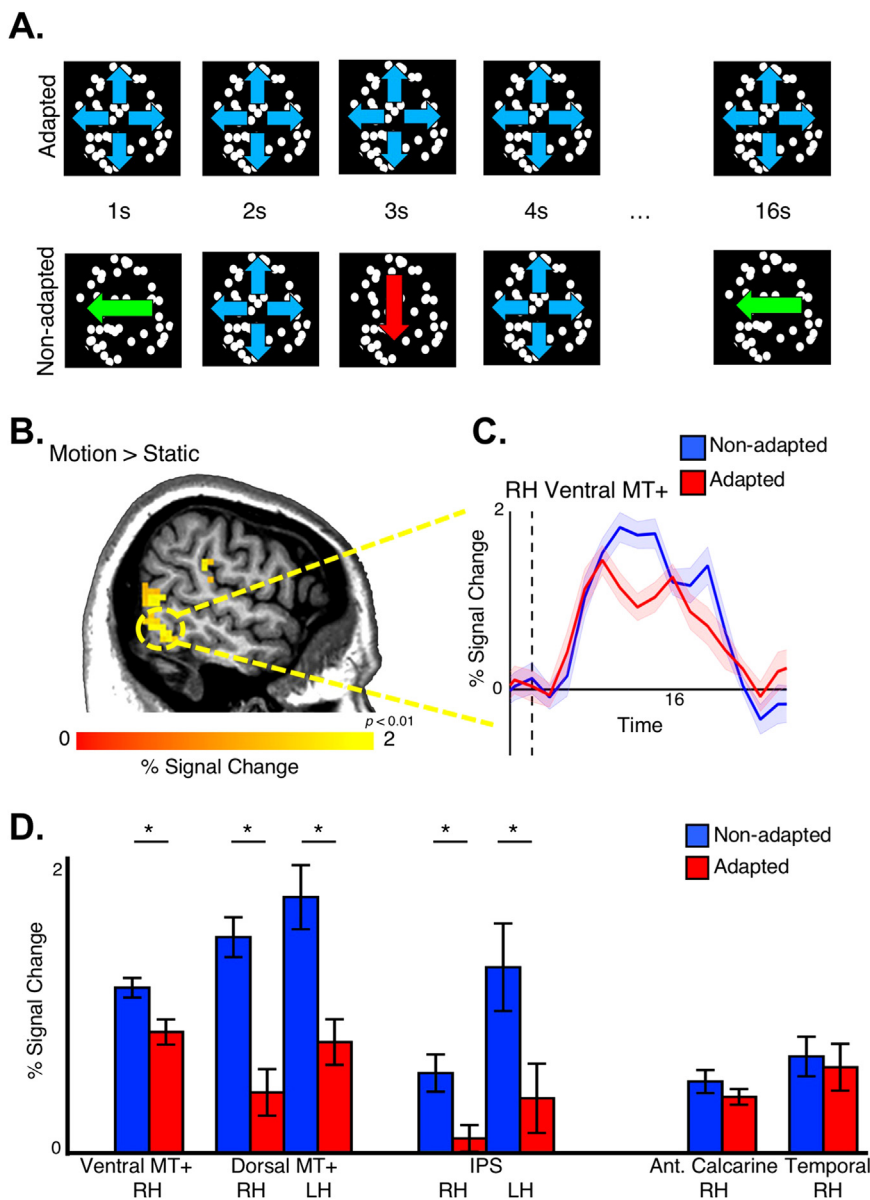 A.
Adapted
1s 2s 3s 4s ... 16s
Non-adapted
B.
Motion > Static
p < 0.01
0 2
% Signal Change
C.
Non-adapted
Adapted
RH Ventral MT+
2
% Signal Change
0
16
Time
D.
Non-adapted
Adapted
* * * * *
2
% Signal Change
0
Ventral MT+ Dorsal MT+ IPS Ant. Calcarine Temporal
RH RH LH RH LH RH RH